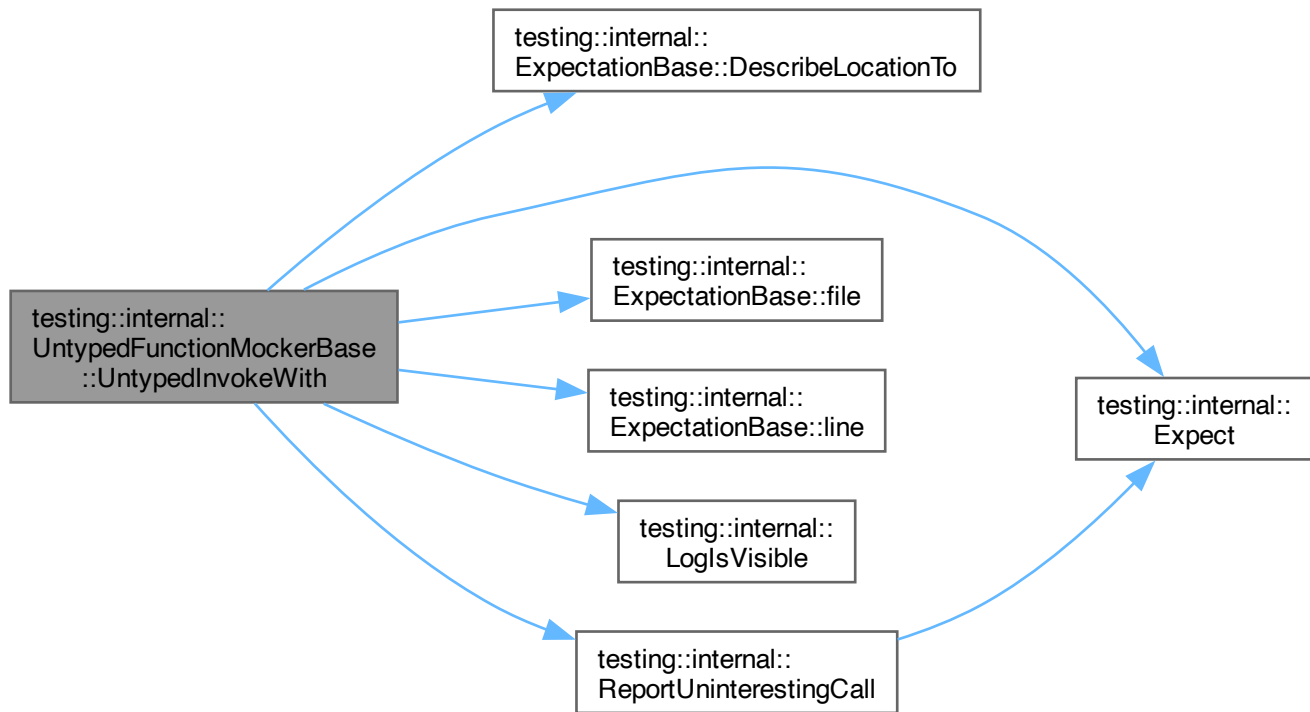 testing::internal::
ExpectationBase::DescribeLocationTo
testing::internal::
UntypedFunctionMockerBase
::UntypedInvokeWith
testing::internal::
ExpectationBase::file
testing::internal::
ExpectationBase::line
testing::internal::
LogIsVisible
testing::internal::
ReportUninterestingCall
testing::internal::
Expect